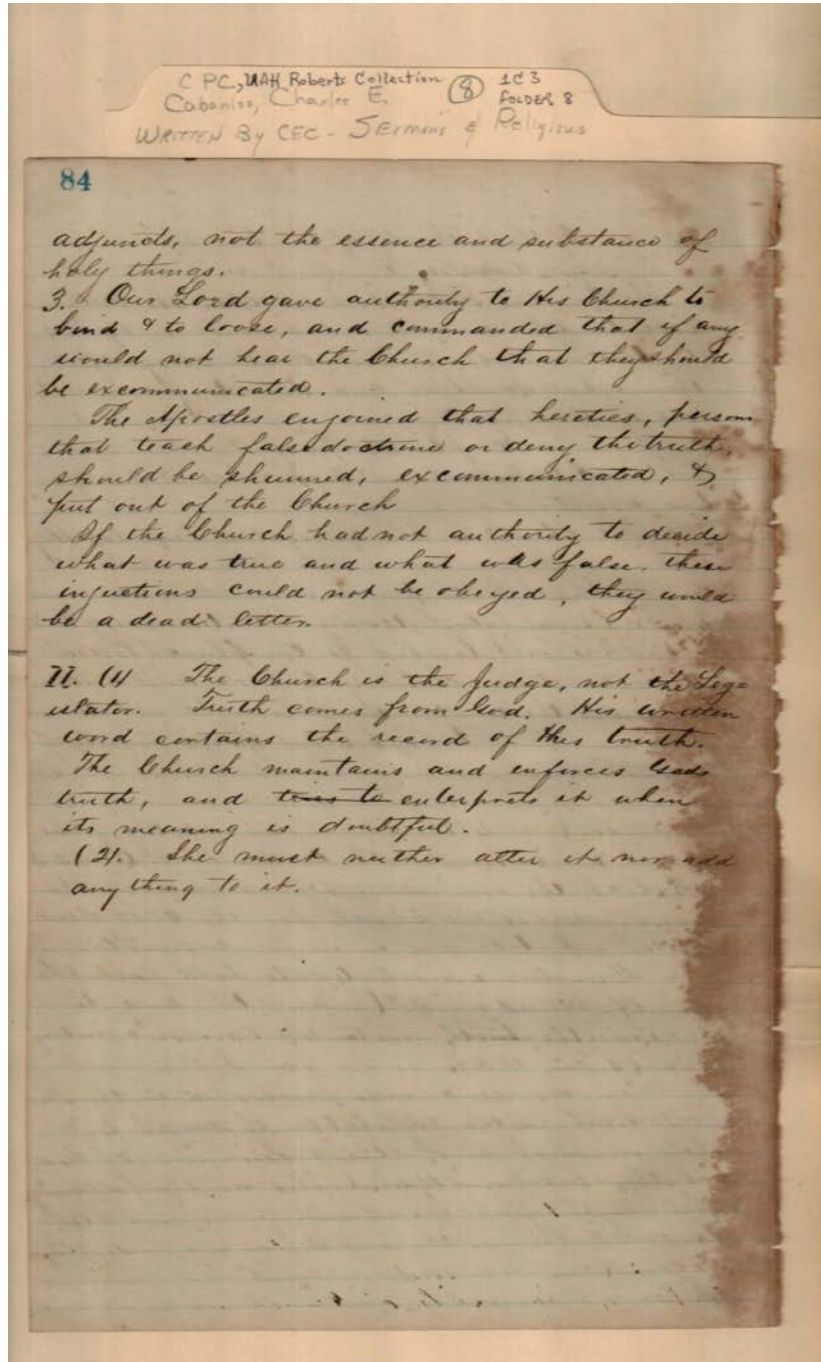 C PC, UAH Roberts Collection 8 1C3
Cabaniss, Charles E. FOLDER 8
WRITTEN By CEC - SErmons & Religious
84
adjuncts, not the essence and substance of
holy things.
3. Our Lord gave authority to His Church to
bind & to loose, and commanded that if any
would not hear the Church that they should
be excommunicated.
The Apostles enjoined that heretics, persons
that teach false doctrine or deny the truth,
should be shunned, excommunicated, &
put out of the Church
If the Church had not authority to decide
what was true and what was false, these
injuctions could not be obeyed, they would
be a dead letter.
II. (1) The Church is the Judge, not the Leg=
islator. Truth comes from God. His written
word contains the record of this truth.
The Church maintains and enforces Gods
truth, and tries to enterprets it when
its meaning is doubtful.
(2). She must neither alter it nor add
any thing to it.